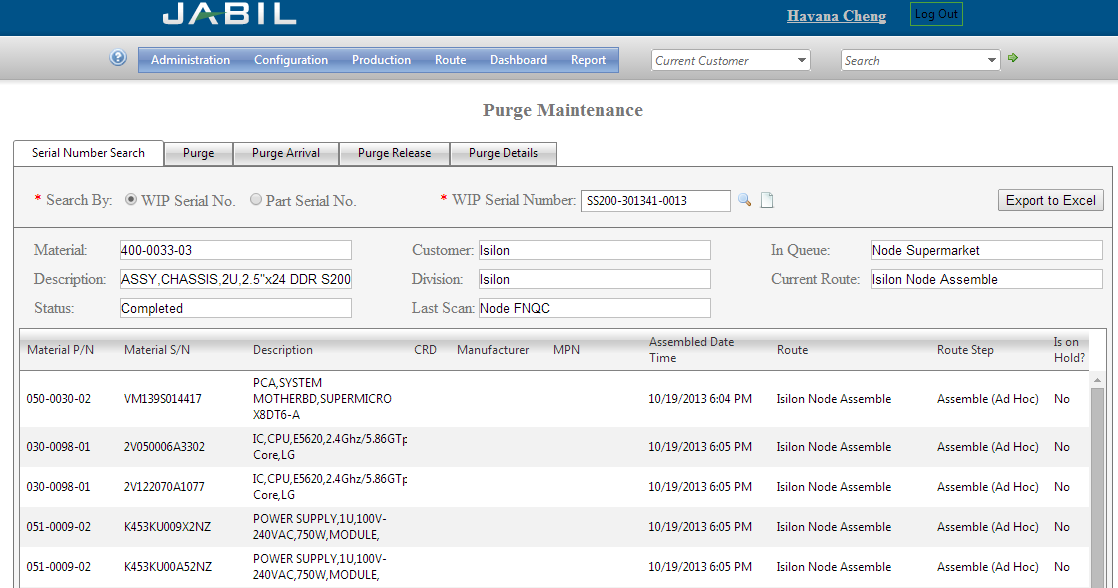 JABIL
Havana Cheng
Log Out
Administration Configuration Production Route Dashboard Report
Current Customer
Search
Purge Maintenance
Serial Number Search Purge Purge Arrival Purge Release Purge Details
* Search By: WIP Serial No. Part Serial No. * WIP Serial Number: SS200-301341-0013 Export to Excel
Material: 400-0033-03 Customer: Isilon In Queue: Node Supermarket
Description: ASSY,CHASSIS,2U,2.5"x24 DDR S200 Division: Isilon Current Route: Isilon Node Assemble
Status: Completed Last Scan: Node FNQC
Material P/N Material S/N Description CRD Manufacturer MPN Assembled Date Time Route Route Step Is on Hold?
050-0030-02 VM139S014417 PCA,SYSTEM MOTHERBD,SUPERMICRO X8DT6-A 10/19/2013 6:04 PM Isilon Node Assemble Assemble (Ad Hoc) No
030-0098-01 2V050006A3302 IC,CPU,E5620,2.4Ghz/5.86GTp Core,LG 10/19/2013 6:05 PM Isilon Node Assemble Assemble (Ad Hoc) No
030-0098-01 2V122070A1077 IC,CPU,E5620,2.4Ghz/5.86GTp Core,LG 10/19/2013 6:05 PM Isilon Node Assemble Assemble (Ad Hoc) No
051-0009-02 K453KU009X2NZ POWER SUPPLY,1U,100V-240VAC,750W,MODULE, 10/19/2013 6:05 PM Isilon Node Assemble Assemble (Ad Hoc) No
051-0009-02 K453KU00A52NZ POWER SUPPLY,1U,100V-240VAC,750W,MODULE, 10/19/2013 6:05 PM Isilon Node Assemble Assemble (Ad Hoc) No